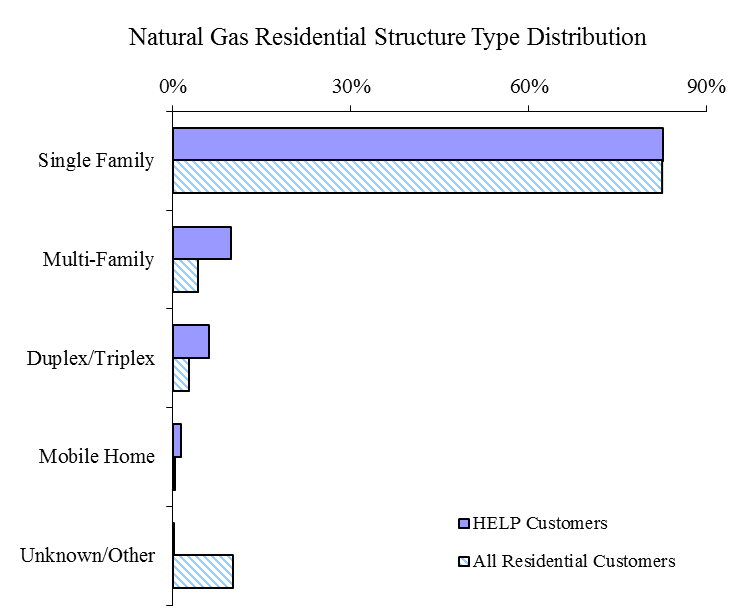 Natural Gas Residential Structure Type Distribution
0% 30% 60% 90%
Single Family
Multi-Family
Duplex/Triplex
Mobile Home
Unknown/Other
HELP Customers
All Residential Customers